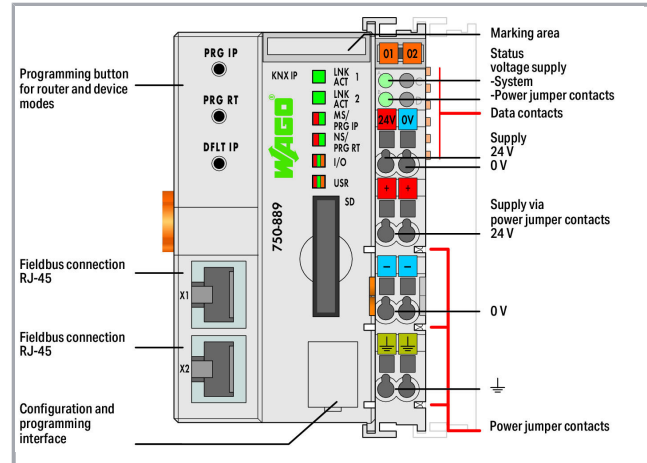 Programming button
for router and device
modes
Fieldbus connection
RJ-45
Fieldbus connection
RJ-45
Configuration and
programming
interface
PRG IP
PRG RT
DFLT IP
X1
X2
KNX IP
LNK
ACT 1
LNK
ACT 2
MS/
PRG IP
NS/
PRG RT
I/O
USR
WAGO
SD
750-889
01 02
24V 0V
+ +
− −
Marking area
Status
voltage supply
-System
-Power jumper contacts
Data contacts
Supply
24 V
0 V
Supply via
power jumper contacts
24 V
0 V
Power jumper contacts